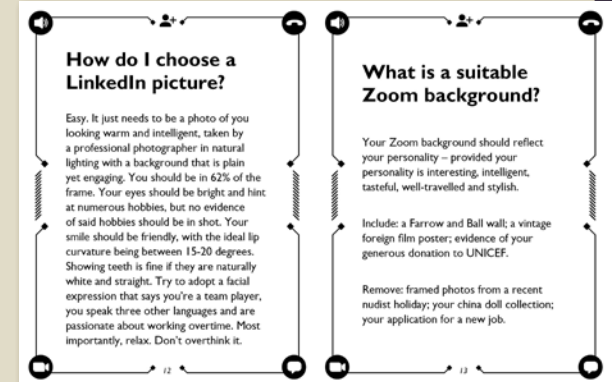 How do I choose a
LinkedIn picture?
Easy. It just needs to be a photo of you
looking warm and intelligent, taken by
a professional photographer in natural
lighting with a background that is plain
yet engaging. You should be in 62% of the
frame. Your eyes should be bright and hint
at numerous hobbies, but no evidence
of said hobbies should be in shot. Your
smile should be friendly, with the ideal lip
curvature being between 15-20 degrees.
Showing teeth is fine if they are naturally
white and straight. Try to adopt a facial
expression that says you're a team player,
you speak three other languages and are
passionate about working overtime. Most
importantly, relax. Don't overthink it.
12
What is a suitable
Zoom background?
Your Zoom background should reflect
your personality – provided your
personality is interesting, intelligent,
tasteful, well-travelled and stylish.
Include: a Farrow and Ball wall; a vintage
foreign film poster; evidence of your
generous donation to UNICEF.
Remove: framed photos from a recent
nudist holiday; your china doll collection;
your application for a new job.
13